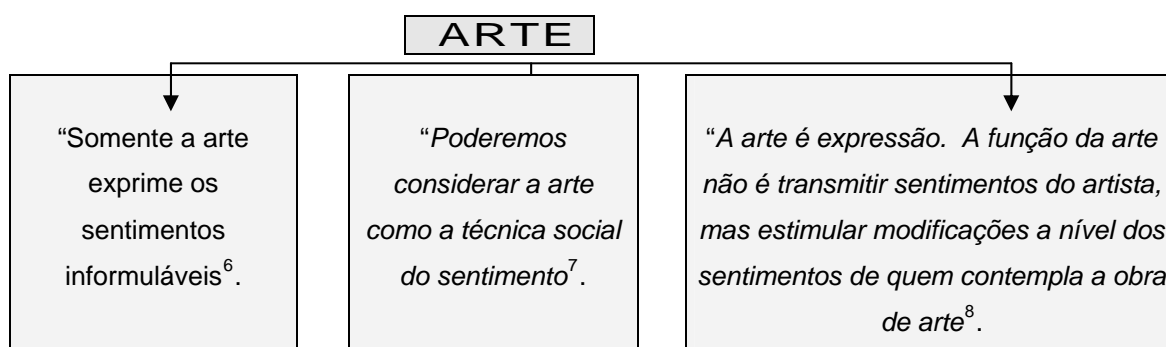 ARTE
“Somente a arte
exprime os
sentimentos
informuláveis⁶.
“Poderemos
considerar a arte
como a técnica social
do sentimento⁷.
“A arte é expressão. A função da arte
não é transmitir sentimentos do artista,
mas estimular modificações a nível dos
sentimentos de quem contempla a obra
de arte⁸.